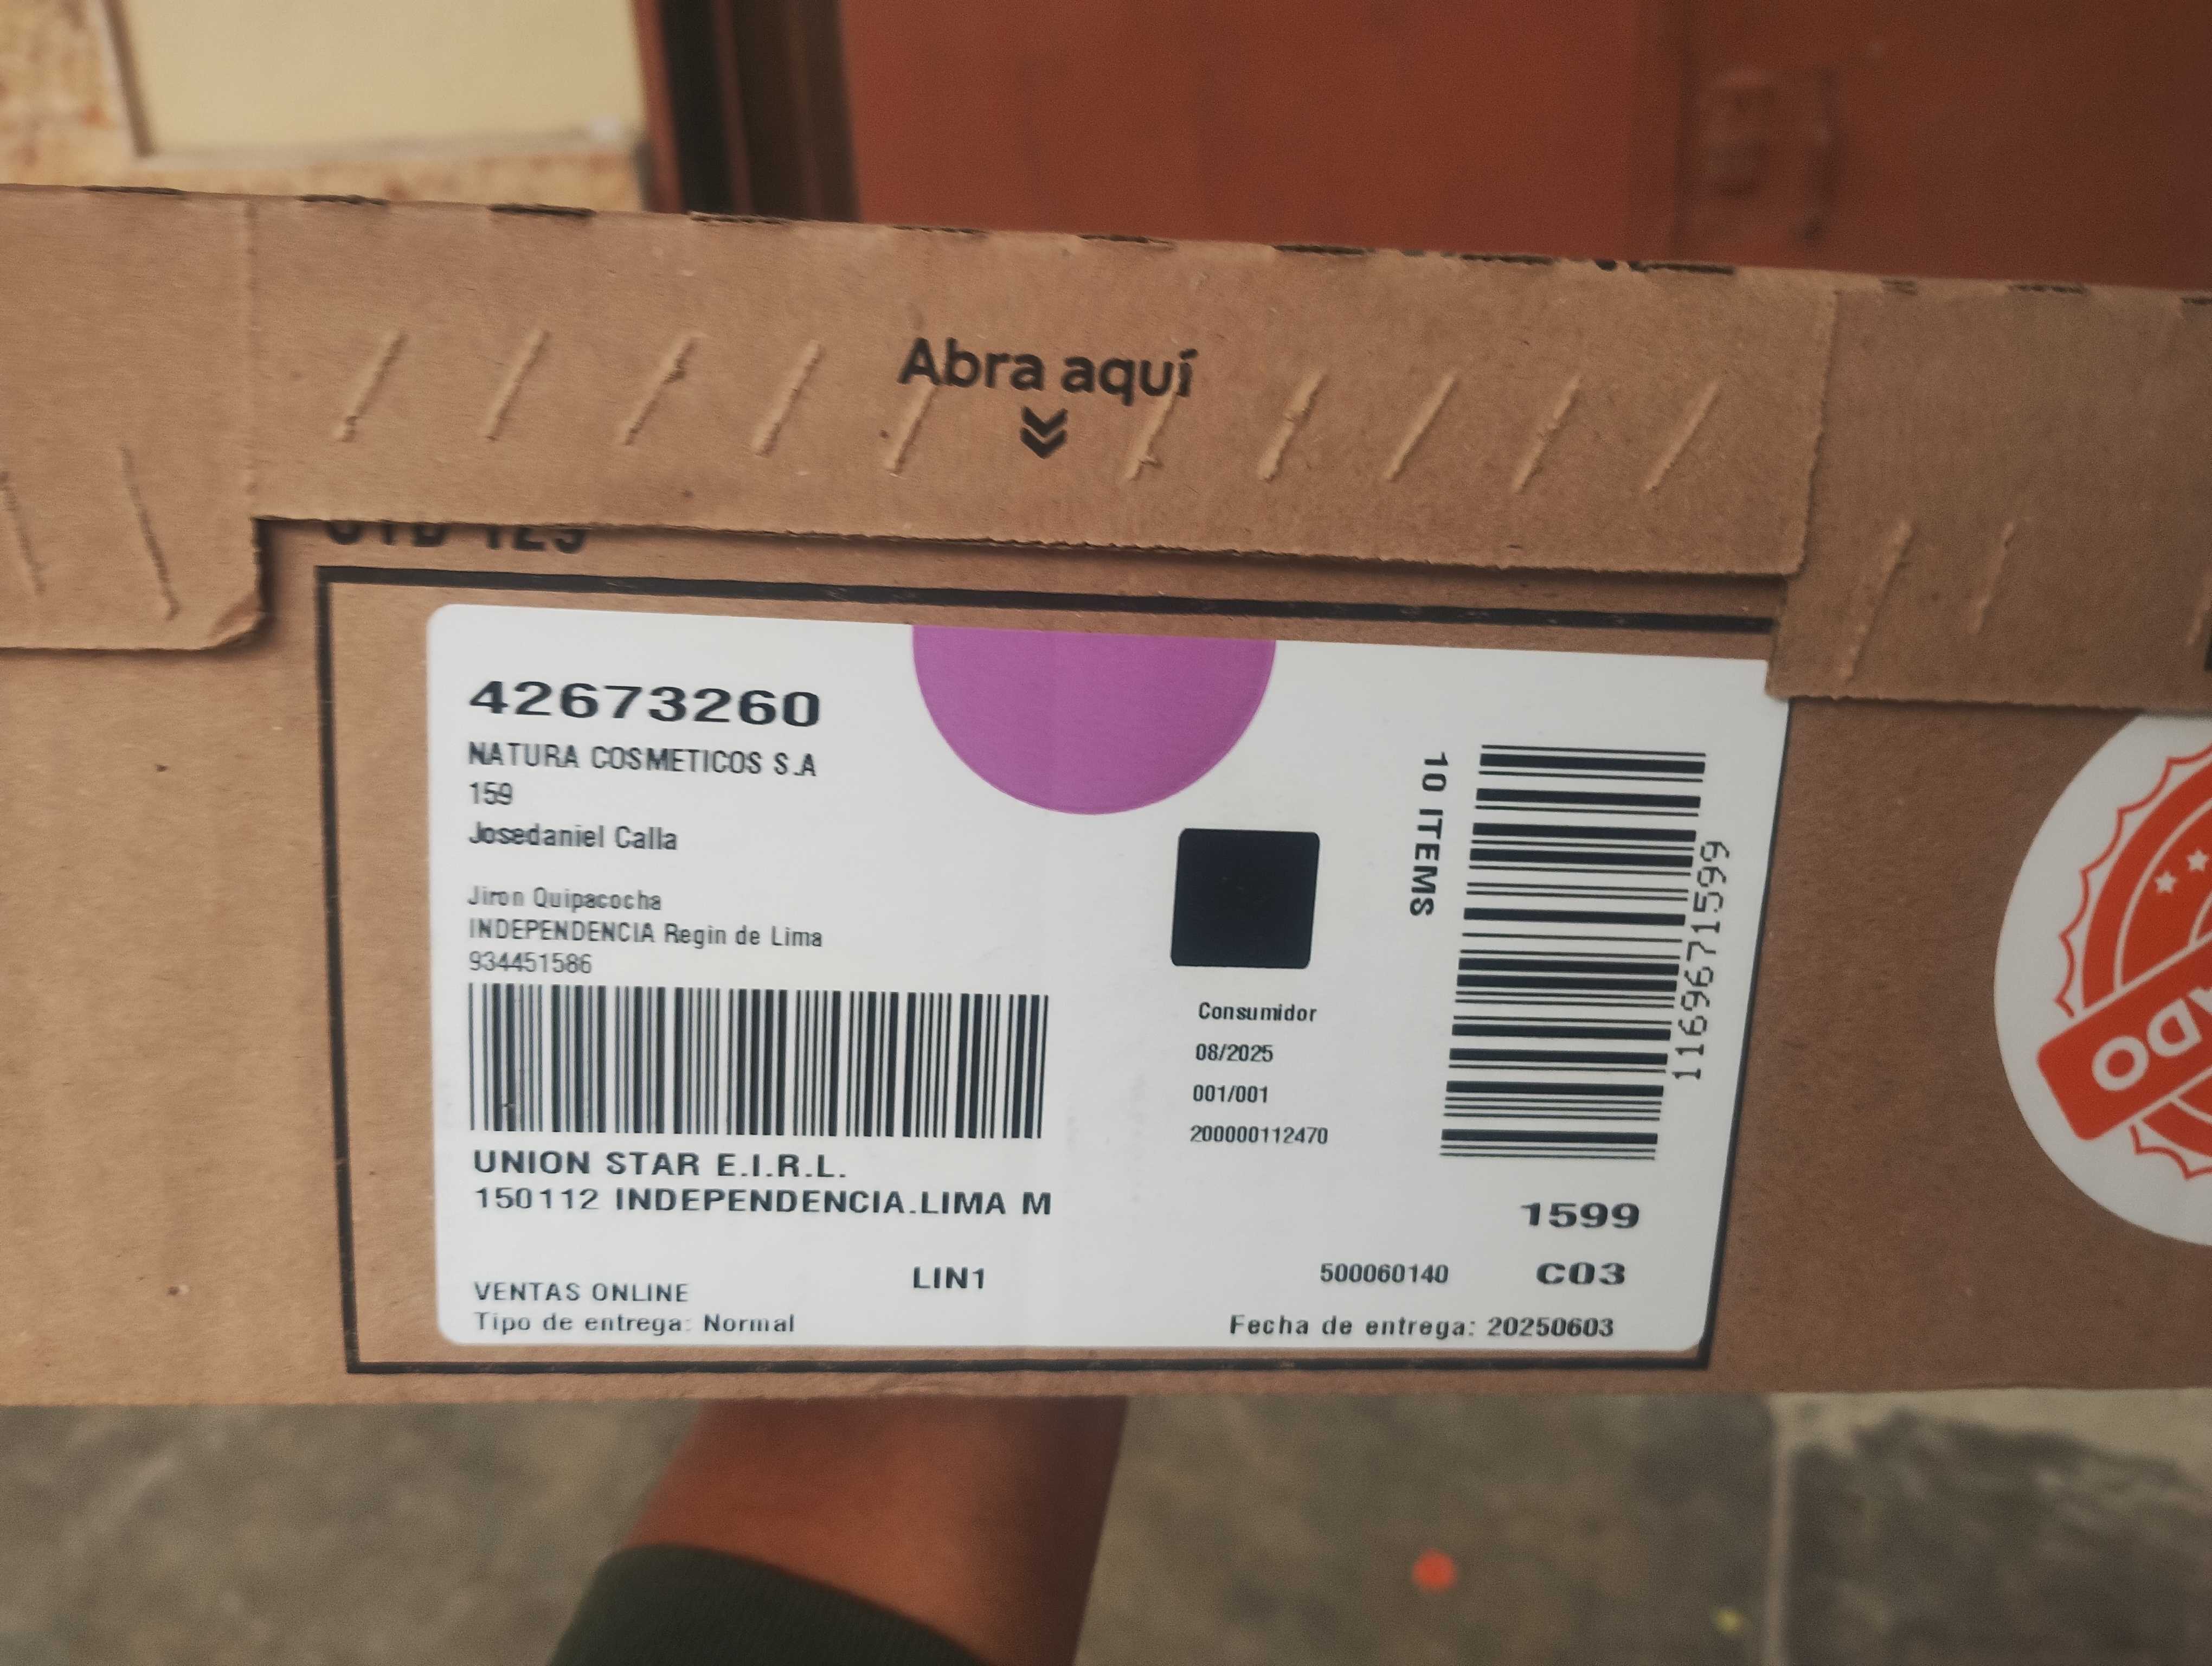 Abra aquí
42673260
NATURA COSMETICOS S.A
159
Josedaniel Calla
Jiron Quipacocha
INDEPENDENCIA Regin de Lima
934451586
UNION STAR E.I.R.L.
150112 INDEPENDENCIA.LIMA M
VENTAS ONLINE
Tipo de entrega: Normal
LIN1
Consumidor
08/2025
001/001
200000112470
10 ITEMS
1169671599
1599
500060140
C03
Fecha de entrega: 20250603